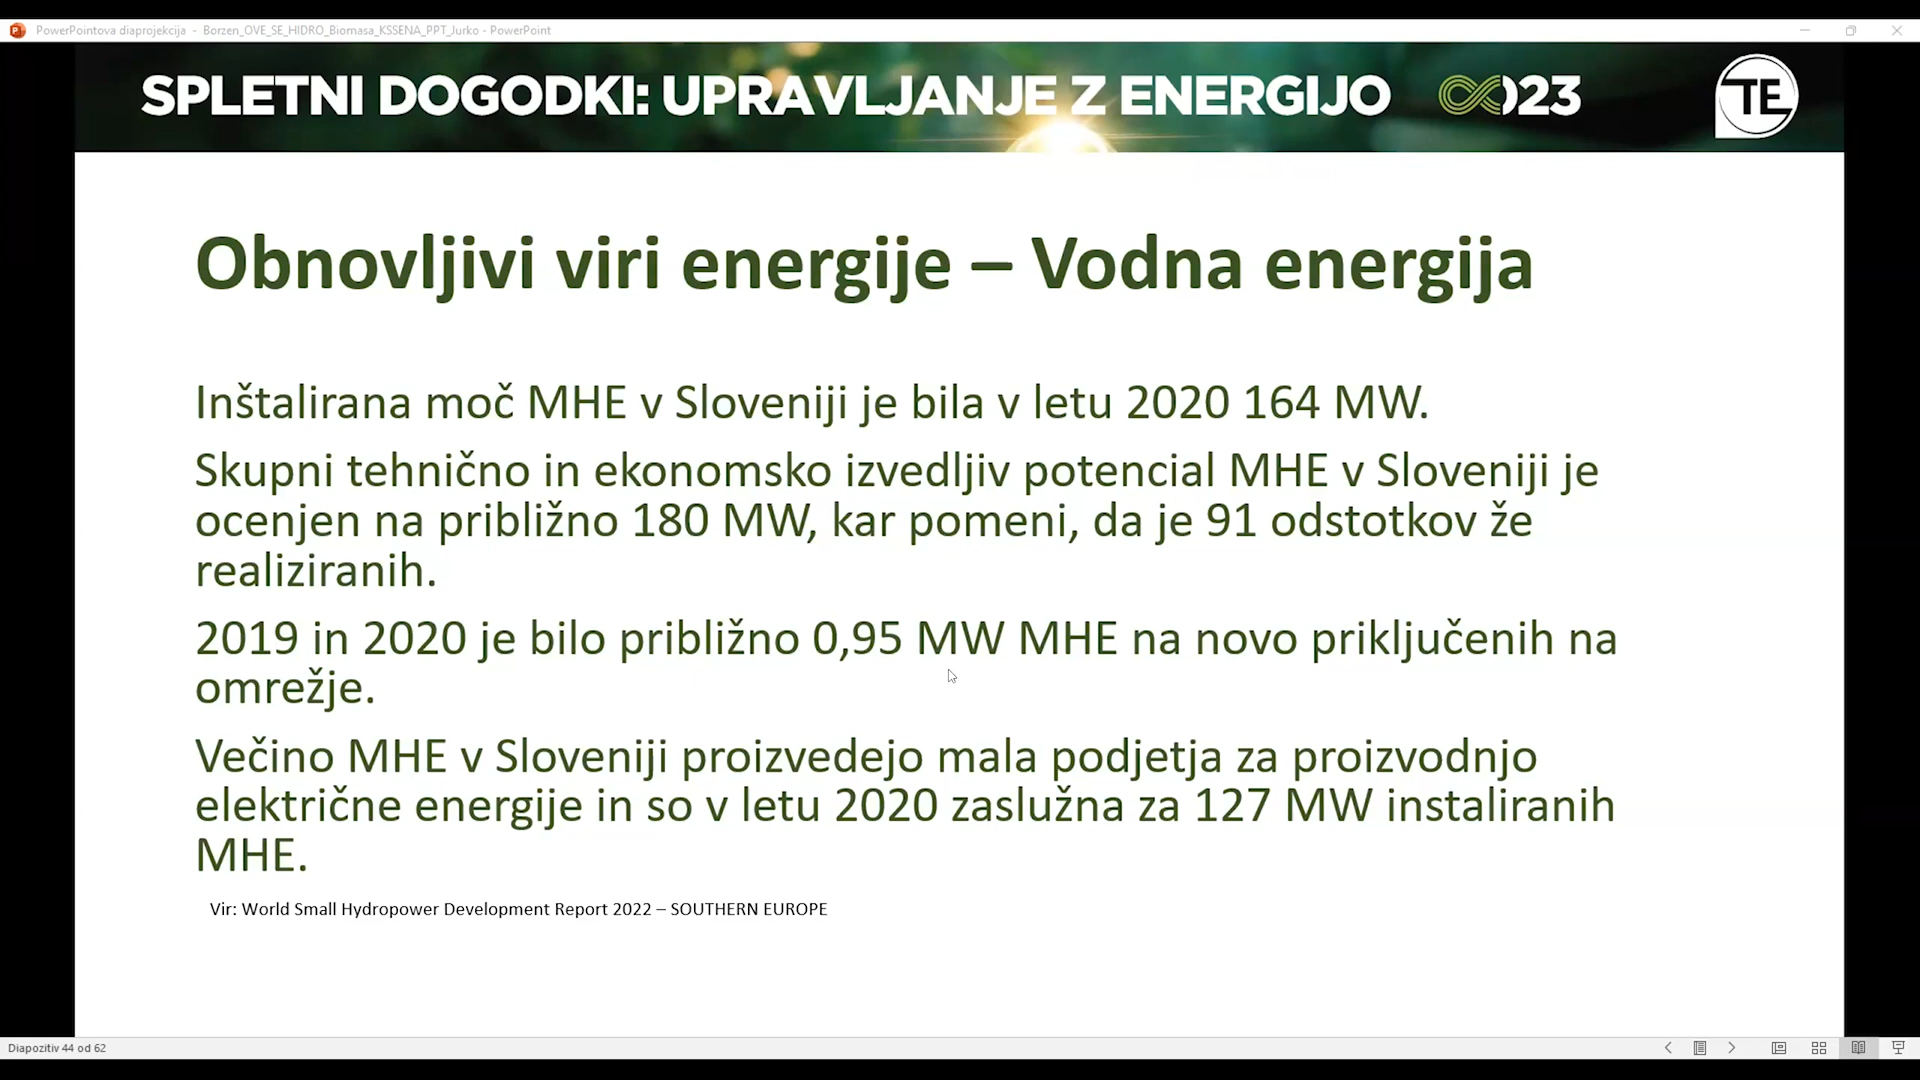 PowerPointova diaprojekcija - Borzen_OVE_SE_HIDRO_Biomasa_KSSENA_PPT_Jurko - PowerPoint
SPLETNI DOGODKI: UPRAVLJANJE Z ENERGIJO 23
TE
Obnovljivi viri energije – Vodna energija
Inštalirana moč MHE v Sloveniji je bila v letu 2020 164 MW.
Skupni tehnično in ekonomsko izvedljiv potencial MHE v Sloveniji je
ocenjen na približno 180 MW, kar pomeni, da je 91 odstotkov že
realiziranih.
2019 in 2020 je bilo približno 0,95 MW MHE na novo priključenih na
omrežje.
Večino MHE v Sloveniji proizvedejo mala podjetja za proizvodnjo
električne energije in so v letu 2020 zaslužna za 127 MW instaliranih
MHE.
Vir: World Small Hydropower Development Report 2022 – SOUTHERN EUROPE
Diapozitiv 44 od 62